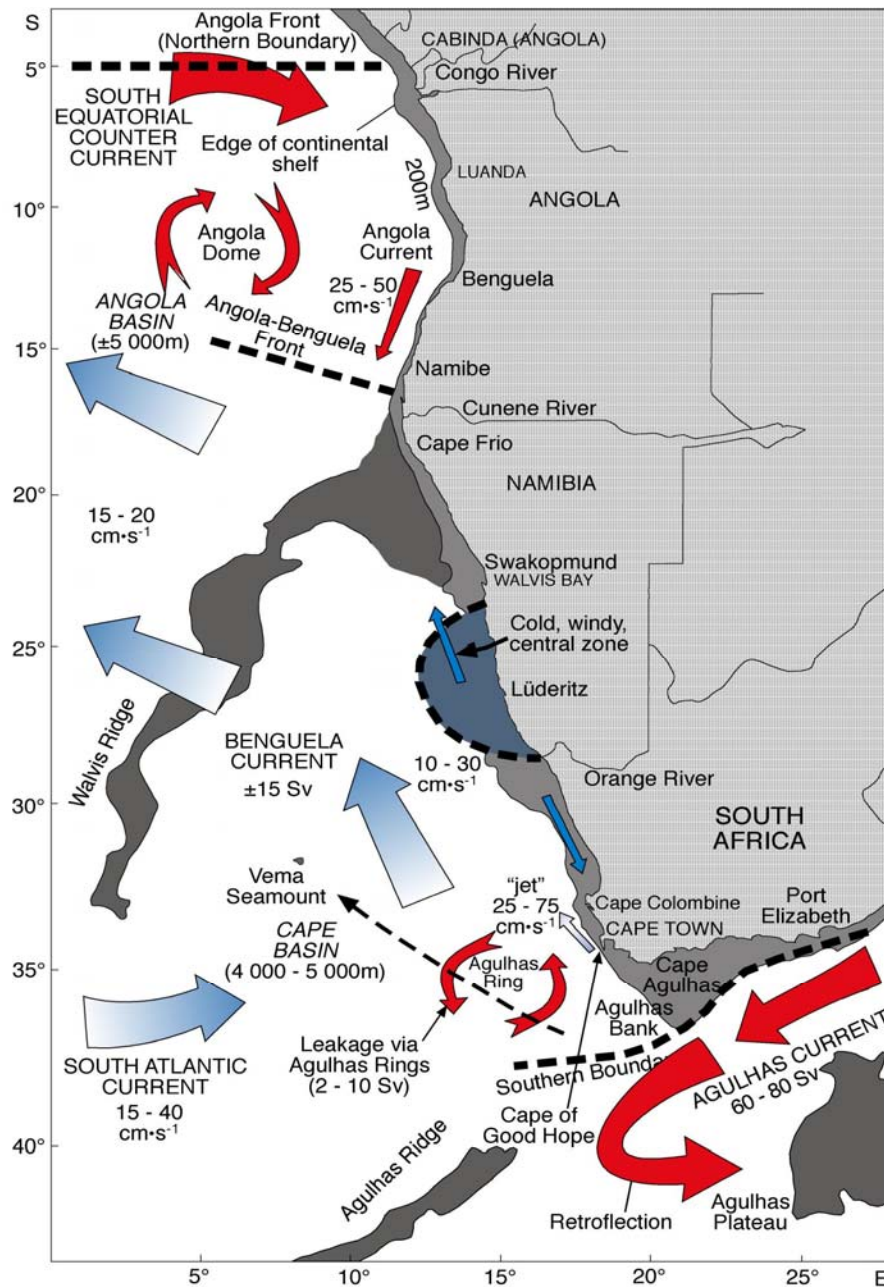 S
Angola Front
(Northern Boundary)
CABINDA (ANGOLA)
5°
Congo River
SOUTH
EQUATORIAL
COUNTER
CURRENT
Edge of continental
shelf
200m
LUANDA
10°
ANGOLA
Angola
Dome
Angola
Current
25 - 50
cm•s⁻¹
Benguela
ANGOLA
BASIN
(±5 000m)
Angola-Benguela
Front
15°
Namibe
Cunene River
Cape Frio
NAMIBIA
20°
15 - 20
cm•s⁻¹
Swakopmund
WALVIS BAY
Cold, windy,
central zone
25°
Lüderitz
Walvis Ridge
BENGUELA
CURRENT
±15 Sv
10 - 30
cm•s⁻¹
Orange River
30°
SOUTH
AFRICA
Vema
Seamount
"jet"
25 - 75
cm•s⁻¹
Cape Colombine
CAPE TOWN
Port
Elizabeth
CAPE
BASIN
(4 000 - 5 000m)
Agulhas
Ring
Cape
Agulhas
35°
Agulhas
Bank
Leakage via
Agulhas Rings
(2 - 10 Sv)
SOUTH ATLANTIC
CURRENT
15 - 40
cm•s⁻¹
Southern Boundar
AGULHAS CURRENT
60 - 80 Sv
Cape of
Good Hope
40°
Agulhas Ridge
Retroflection
Agulhas
Plateau
5°
10°
15°
20°
25°
E